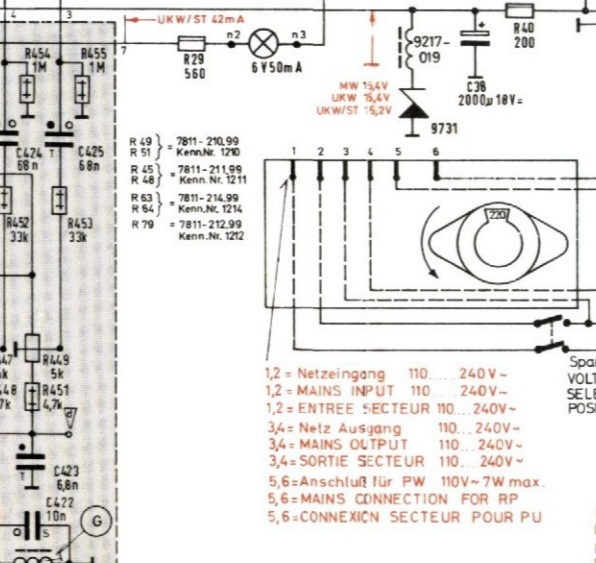 4
3
UKW/ST 42mA
7
R29
560
n2
n3
6V50mA
9217-
019
R40
200
C38
2000µ 18V=
MW 15,4V
UKW 15,4V
UKW/ST 15,2V
9731
R454
1M
R455
1M
C424
68n
C425
68n
T
R452
33k
R453
33k
R 49
R 51
= 7811-210.99
Kenn.Nr. 1210
R 45
R 48
= 7811-211.99
Kenn.Nr. 1211
R 63
R 64
= 7811-214.99
Kenn.Nr. 1214
R 79
= 7811-212.99
Kenn.Nr. 1212
1 2 3 4 5 6
220
R449
5k
R451
4,7k
C423
6,8n
T
C422
10n
S
G
1,2 = Netzeingang 110....240V~
1,2 = MAINS INPUT 110....240V~
1,2 = ENTREE SECTEUR 110...240V~
3,4 = Netz Ausgang 110...240V~
3,4 = MAINS OUTPUT 110...240V~
3,4 = SORTIE SECTEUR 110...240V~
5,6=Anschluß für PW 110V~7W max.
5,6=MAINS CONNECTION FOR RP
5,6=CONNEXION SECTEUR POUR PU